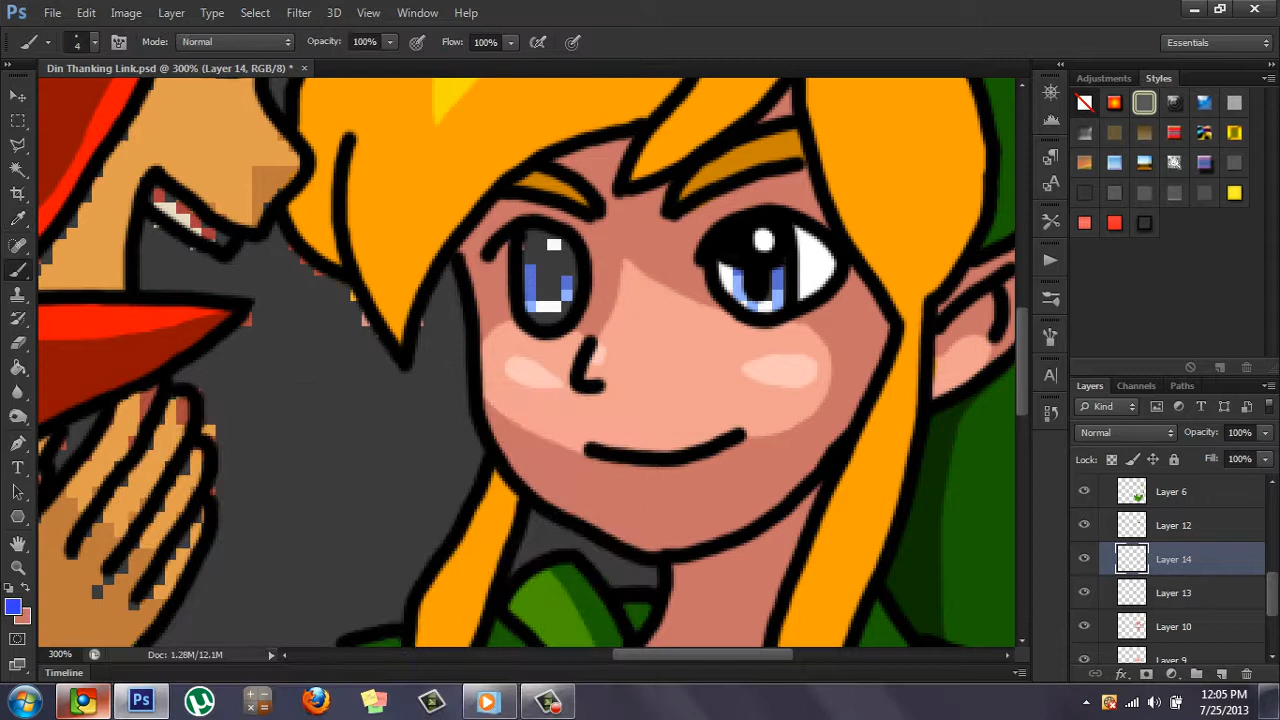 Ps File Edit Image Layer Type Select Filter 3D View Window Help
4 Mode: Normal Opacity: 100% Flow: 100% Essentials
Din Thanking Link.psd @ 300% (Layer 14, RGB/8) * ×
Adjustments Styles
Layers Channels Paths
Kind
Normal Opacity: 100%
Lock: Fill: 100%
Layer 6
Layer 12
Layer 14
Layer 13
Layer 10
Layer 9
300% Doc: 1.28M/12.1M
Timeline
12:05 PM
7/25/2013